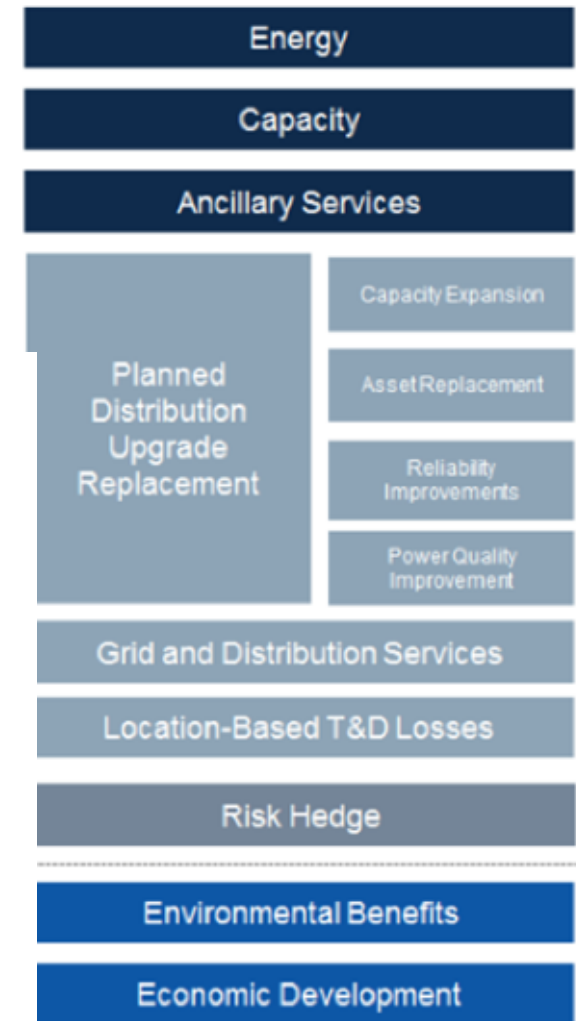 Energy
Capacity
Ancillary Services
Planned
Distribution
Upgrade
Replacement
Capacity Expansion
Asset Replacement
Reliability
Improvements
Power Quality
Improvement
Grid and Distribution Services
Location-Based T&D Losses
Risk Hedge
Environmental Benefits
Economic Development